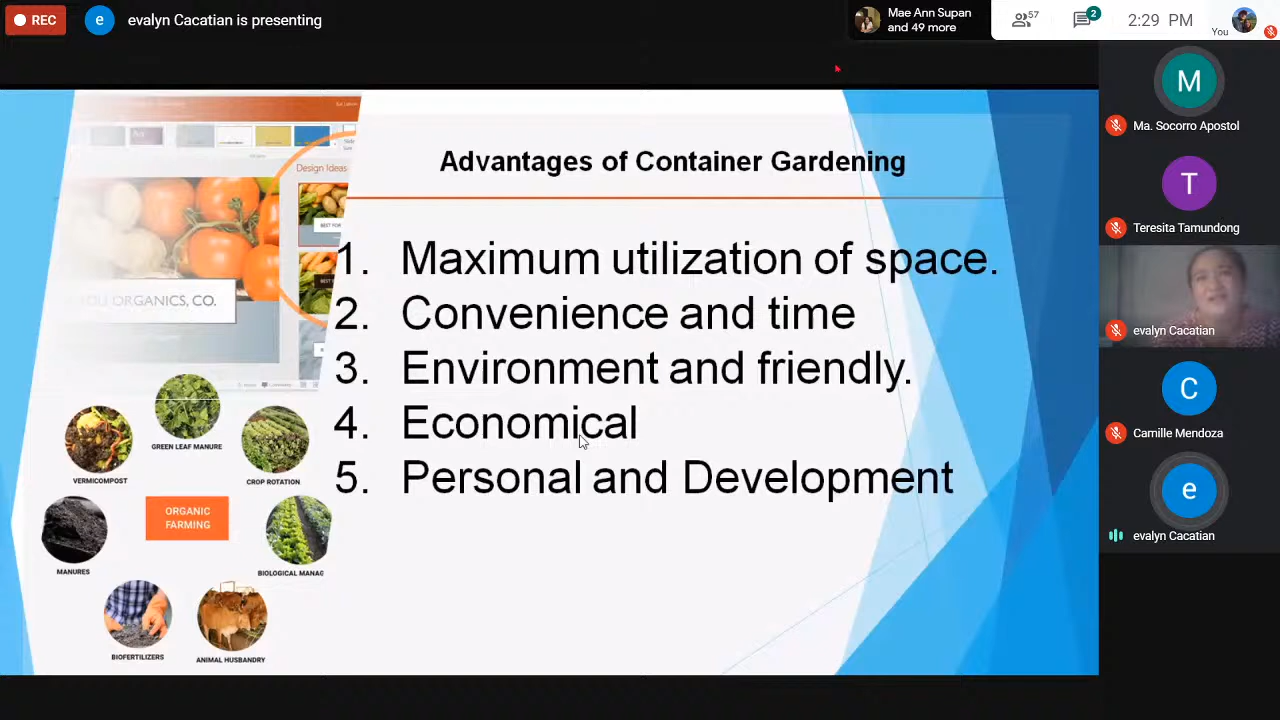 REC
e
evalyn Cacatian is presenting
Mae Ann Supan
and 49 more
57
2
2:29 PM
You
Advantages of Container Gardening
1. Maximum utilization of space.
2. Convenience and time
3. Environment and friendly.
4. Economical
5. Personal and Development
Design Ideas
BEST FOR
OU ORGANICS, CO.
GREEN LEAF MANURE
VERMICOMPOST
CROP ROTATION
ORGANIC
FARMING
MANURES
BIOLOGICAL MANAG
BIOFERTILIZERS
ANIMAL HUSBANDRY
M
Ma. Socorro Apostol
T
Teresita Tamundong
evalyn Cacatian
C
Camille Mendoza
e
evalyn Cacatian